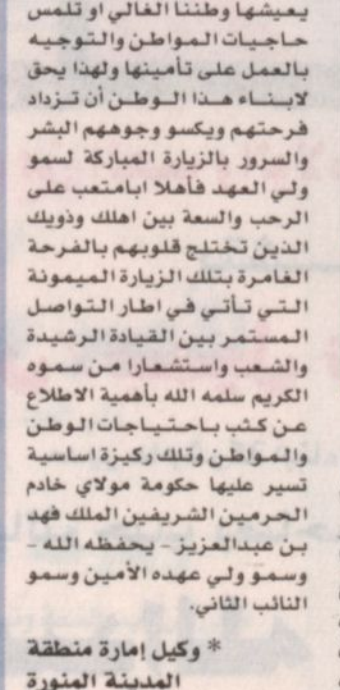 يعيشها وطننا الغالي او تلمس
حاجيات المواطن والتوجيه
بالعمل على تأمينها ولهذا يحق
لابناء هذا الوطن أن تزداد
فرحتهم ويكسو وجوههم البشر
والسرور بالزيارة المباركة لسمو
ولي العهد فأهلا ابامتعب على
الرحب والسعة بين اهلك وذويك
الذين تختلج قلوبهم بالفرحة
الغامرة بتلك الزيارة الميمونة
التي تأتي في اطار التواصل
المستمر بين القيادة الرشيدة
والشعب واستشعارا من سموه
الكريم سلمه الله بأهمية الاطلاع
عن كثب باحتياجات الوطن
والمواطن وتلك ركيزة اساسية
تسير عليها حكومة مولاي خادم
الحرمين الشريفين الملك فهد
بن عبدالعزيز - يحفظه الله -
وسمو ولي عهده الأمين وسمو
النائب الثاني.
* وكيل إمارة منطقة
المدينة المنورة